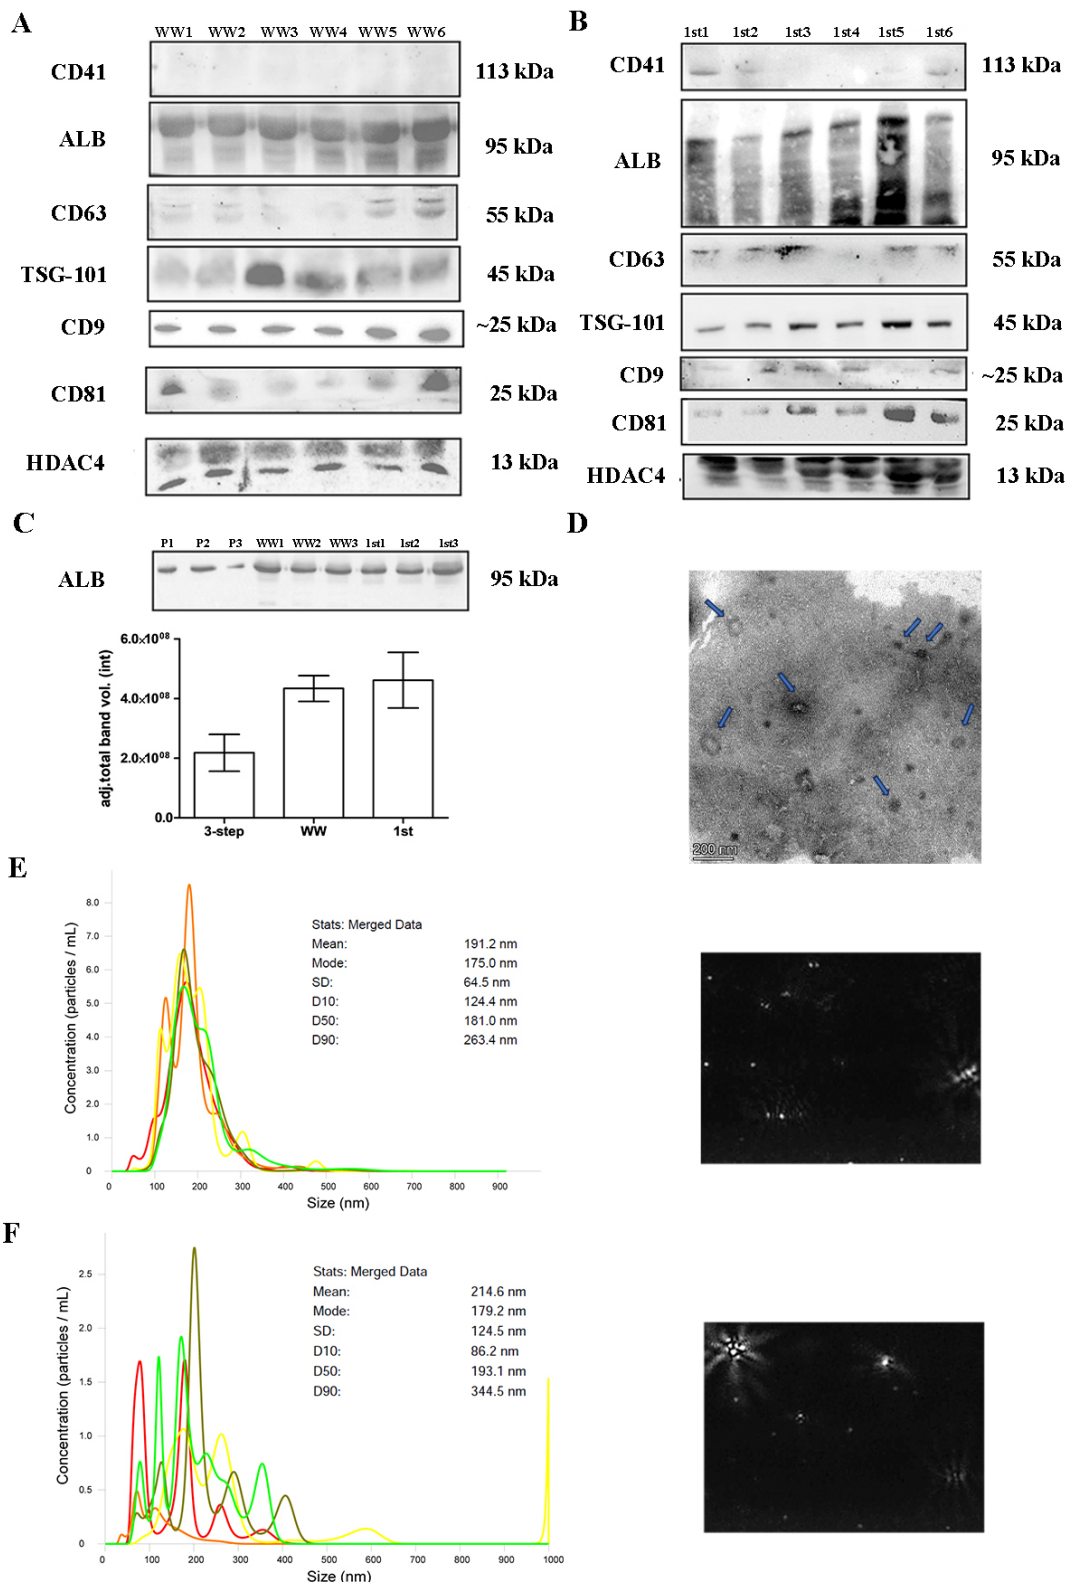 A
WW1 WW2 WW3 WW4 WW5 WW6
CD41 113 kDa
ALB 95 kDa
CD63 55 kDa
TSG-101 45 kDa
CD9 ~25 kDa
CD81 25 kDa
HDAC4 13 kDa
B
1st1 1st2 1st3 1st4 1st5 1st6
CD41 113 kDa
ALB 95 kDa
CD63 55 kDa
TSG-101 45 kDa
CD9 ~25 kDa
CD81 25 kDa
HDAC4 13 kDa
C
P1 P2 P3 WW1 WW2 WW3 1st1 1st2 1st3
ALB 95 kDa
adj.total band vol. (int)
6.0×10⁰⁸
4.0×10⁰⁸
2.0×10⁰⁸
0.0
3-step WW 1st
D
200 nm
E
Concentration (particles / mL)
8.0
7.0
6.0
5.0
4.0
3.0
2.0
1.0
0
0 100 200 300 400 500 600 700 800 900
Size (nm)
Stats: Merged Data
Mean: 191.2 nm
Mode: 175.0 nm
SD: 64.5 nm
D10: 124.4 nm
D50: 181.0 nm
D90: 263.4 nm
F
Concentration (particles / mL)
2.5
2.0
1.5
1.0
0.5
0
0 100 200 300 400 500 600 700 800 900 1000
Size (nm)
Stats: Merged Data
Mean: 214.6 nm
Mode: 179.2 nm
SD: 124.5 nm
D10: 86.2 nm
D50: 193.1 nm
D90: 344.5 nm